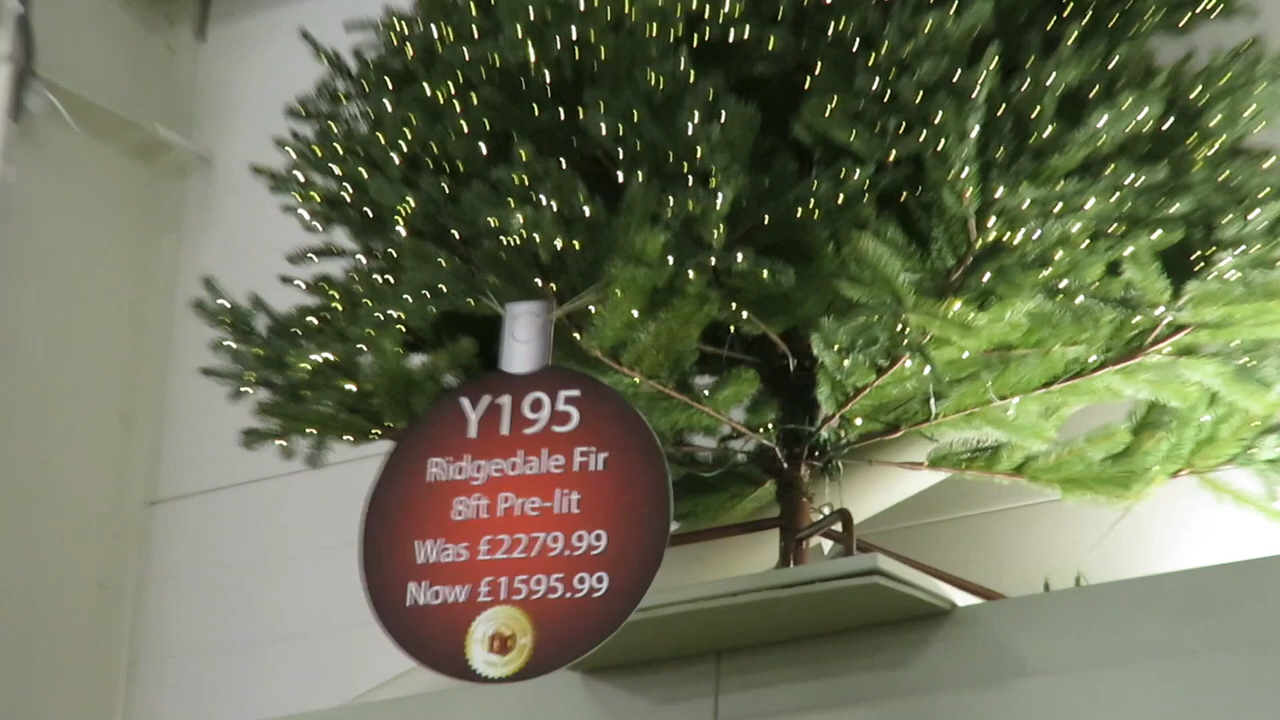 Y195
Ridgedale Fir
8ft Pre-lit
Was £2279.99
Now £1595.99